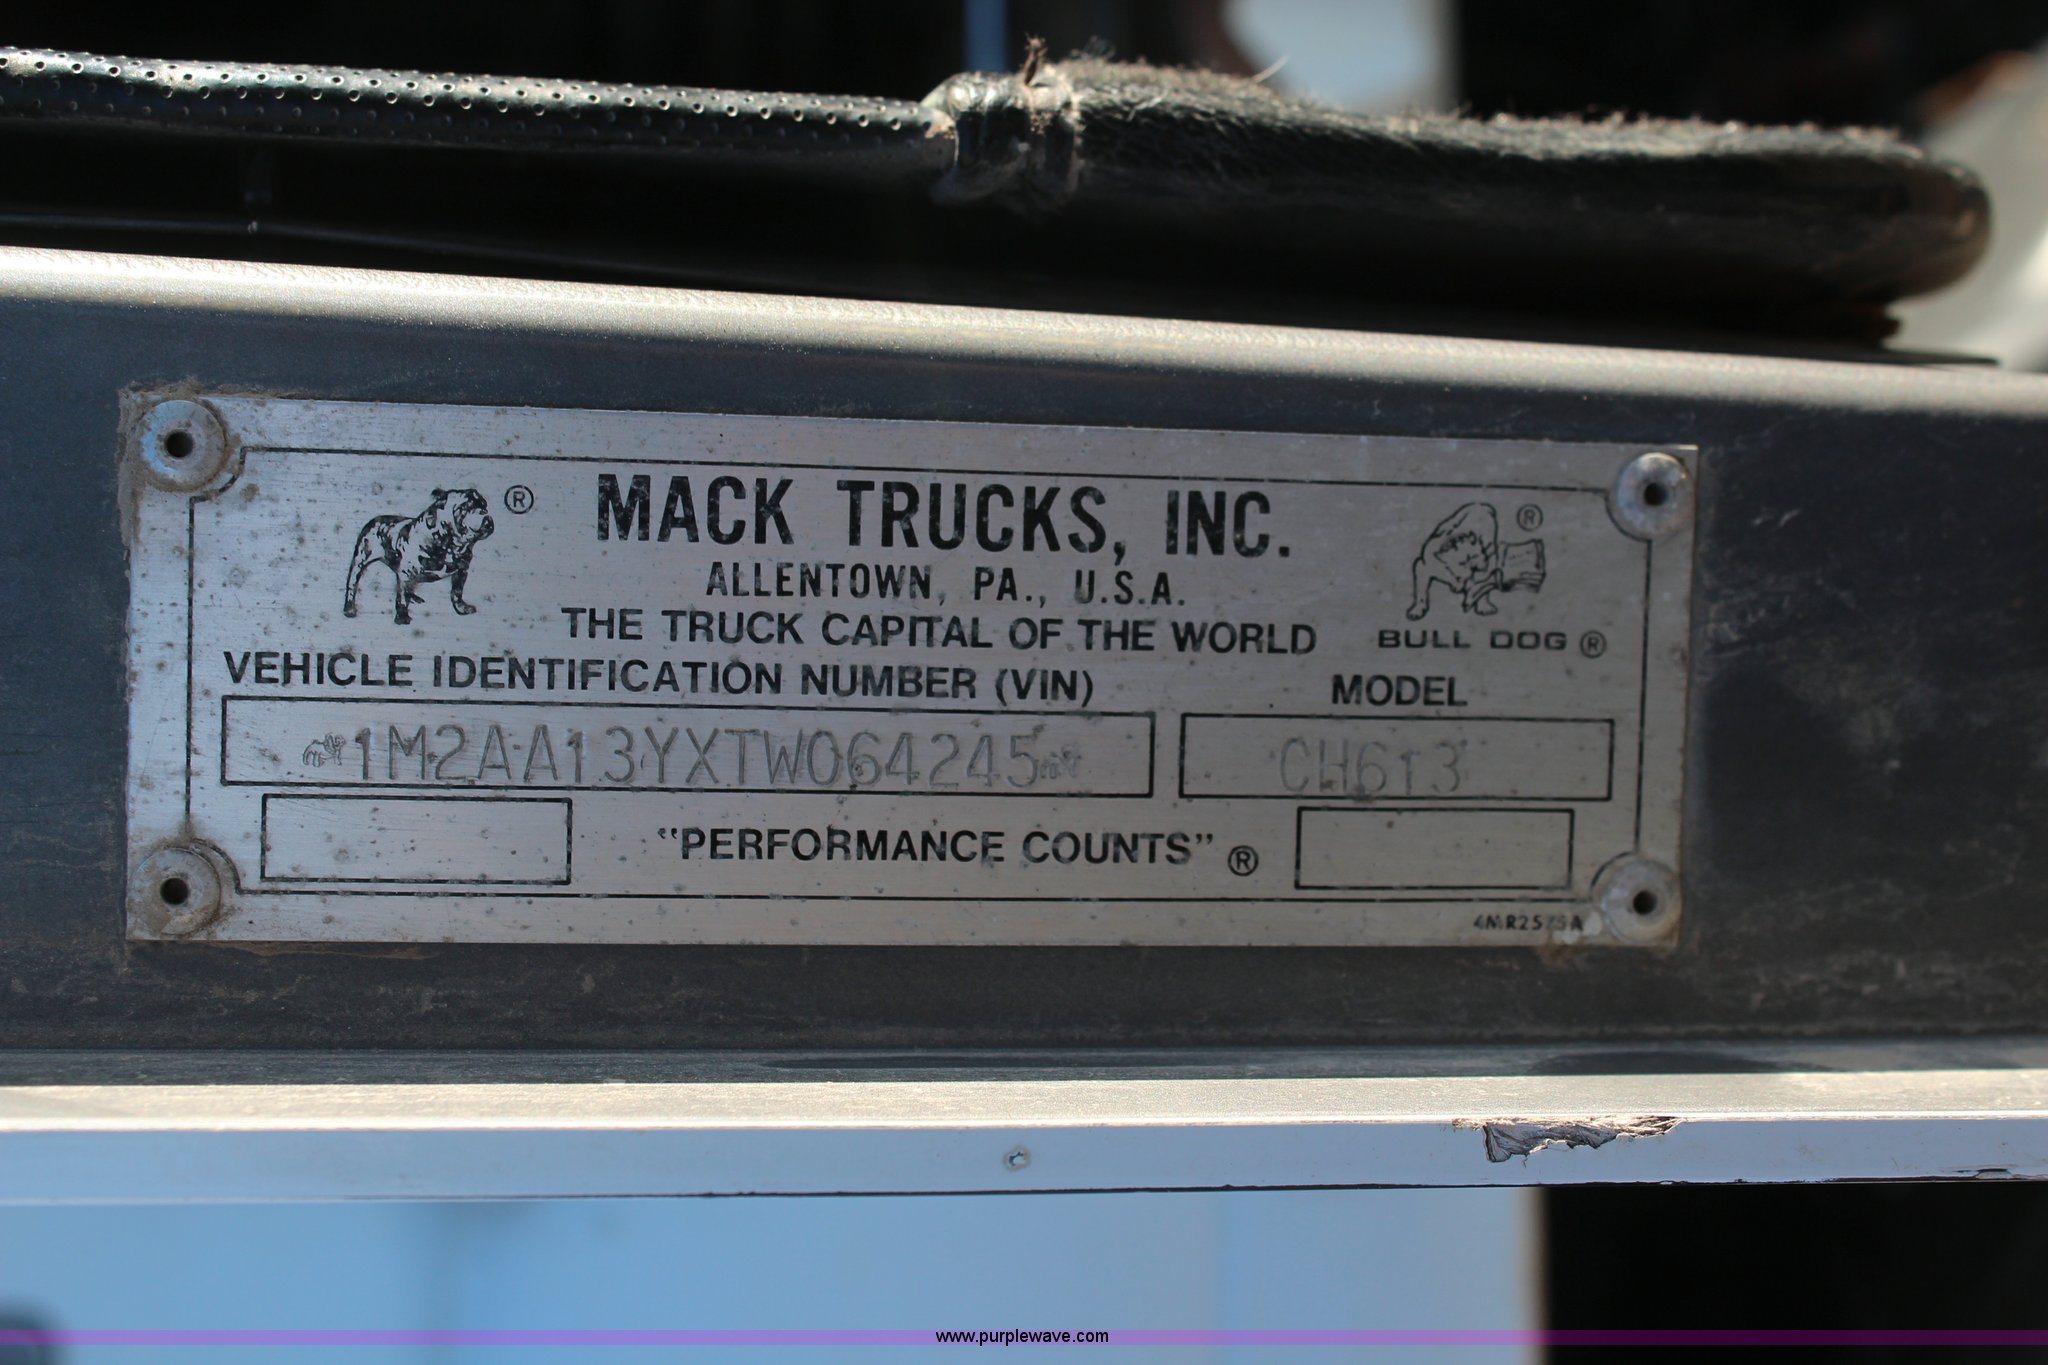 MACK TRUCKS, INC.
ALLENTOWN, PA., U.S.A.
THE TRUCK CAPITAL OF THE WORLD
BULL DOG ®
VEHICLE IDENTIFICATION NUMBER (VIN)
MODEL
1M2AA13YXTW064245
CH613
"PERFORMANCE COUNTS" ®
www.purplewave.com